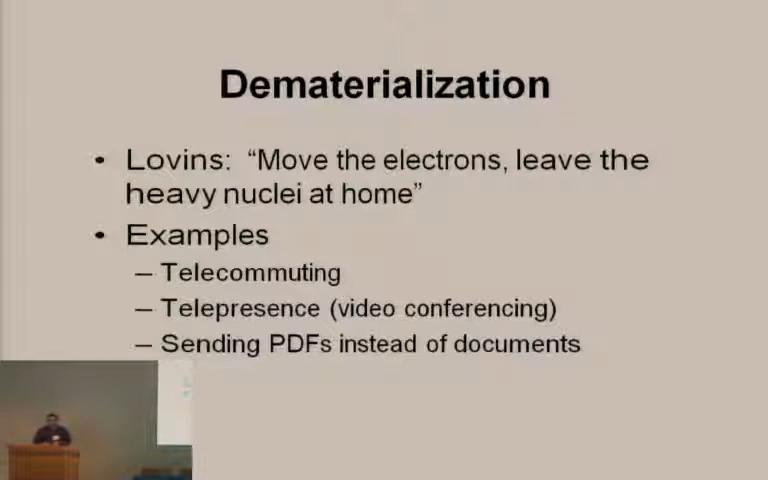 Dematerialization
• Lovins: “Move the electrons, leave the
heavy nuclei at home”
• Examples
– Telecommuting
– Telepresence (video conferencing)
– Sending PDFs instead of documents